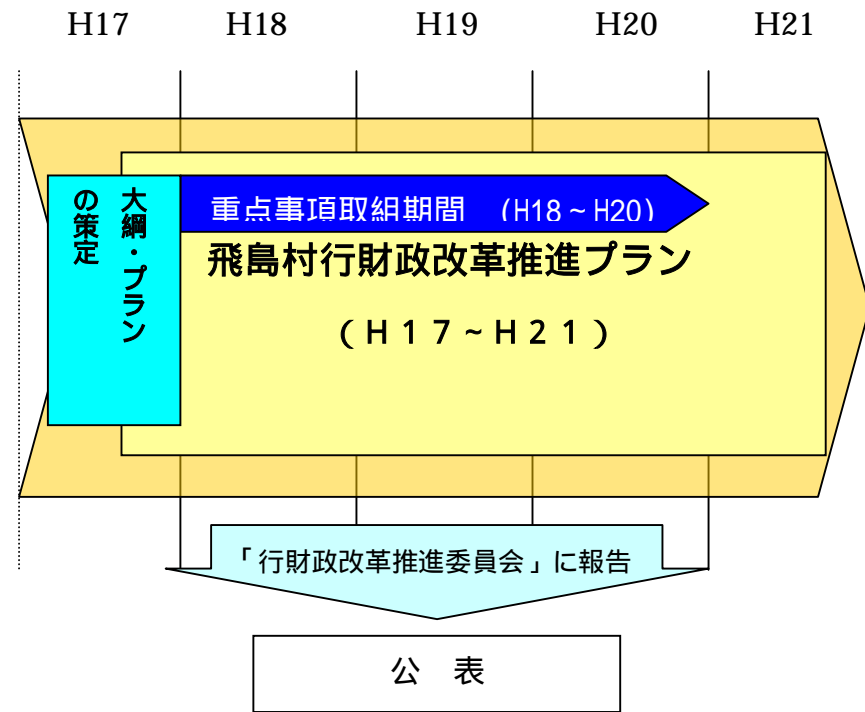 H17 H18 H19 H20 H21
大綱・プラン
の策定
重点事項取組期間 (H18~H20)
飛島村行財政改革推進プラン
(H17~H21)
「行財政改革推進委員会」に報告
公 表